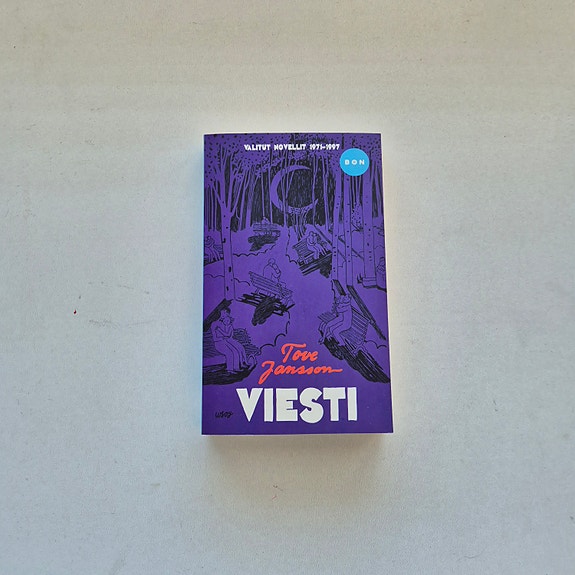 VALITUT NOVELLIT 1971–1997
BON
Tove
Jansson
VIESTI